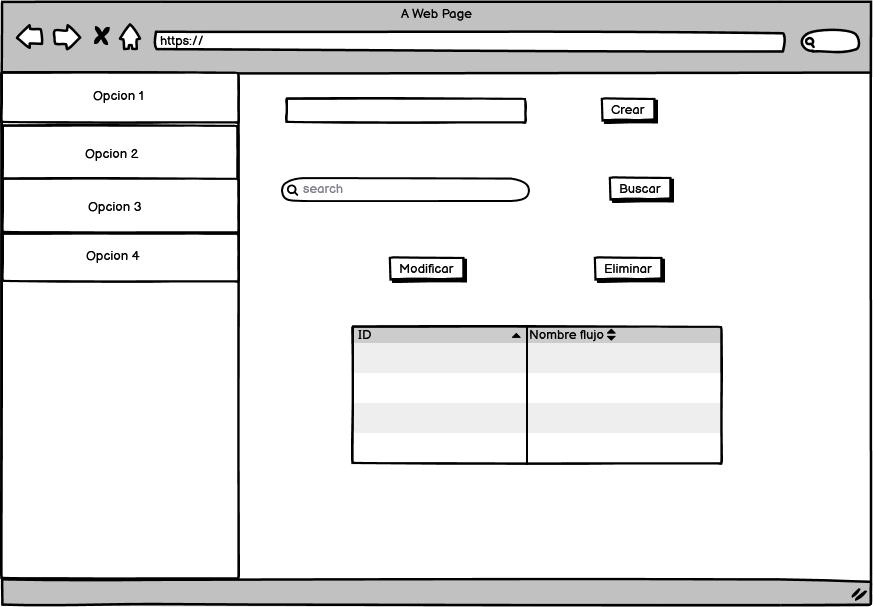 A Web Page
https://
Opcion 1
Crear
Opcion 2
search
Buscar
Opcion 3
Opcion 4
Modificar
Eliminar
ID
Nombre flujo